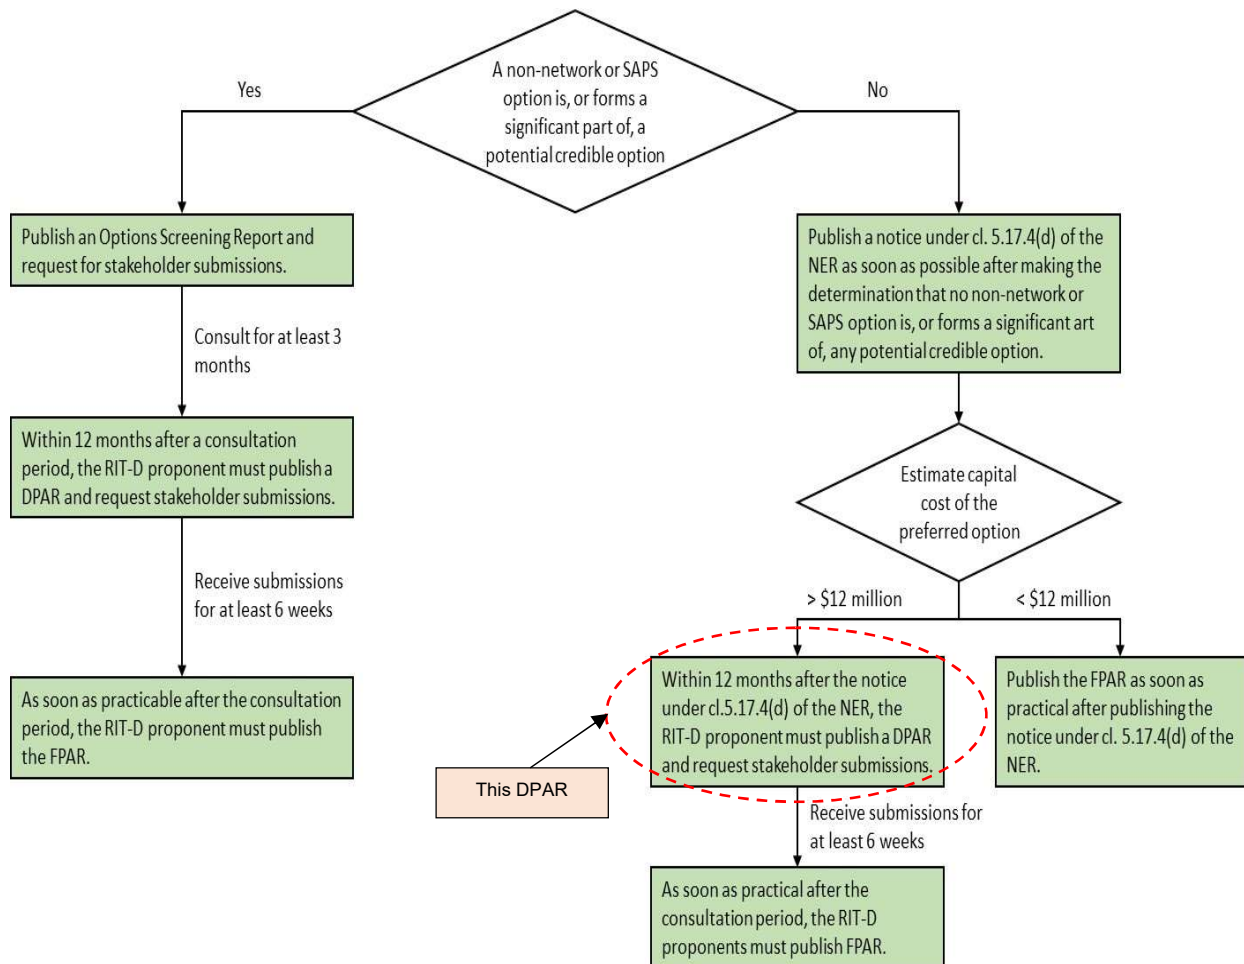 A non-network or SAPS
option is, or forms a
significant part of, a
potential credible option
Yes
No
Publish an Options Screening Report and
request for stakeholder submissions.
Consult for at least 3
months
Within 12 months after a consultation
period, the RIT-D proponent must publish a
DPAR and request stakeholder submissions.
Receive submissions
for at least 6 weeks
As soon as practicable after the consultation
period, the RIT-D proponent must publish
the FPAR.
Publish a notice under cl. 5.17.4(d) of the
NER as soon as possible after making the
determination that no non-network or
SAPS option is, or forms a significant art
of, any potential credible option.
Estimate capital
cost of the
preferred option
> $12 million
< $12 million
Within 12 months after the notice
under cl.5.17.4(d) of the NER, the
RIT-D proponent must publish a DPAR
and request stakeholder submissions.
This DPAR
Publish the FPAR as soon as
practical after publishing the
notice under cl. 5.17.4(d) of the
NER.
Receive submissions for
at least 6 weeks
As soon as practical after the
consultation period, the RIT-D
proponents must publish FPAR.